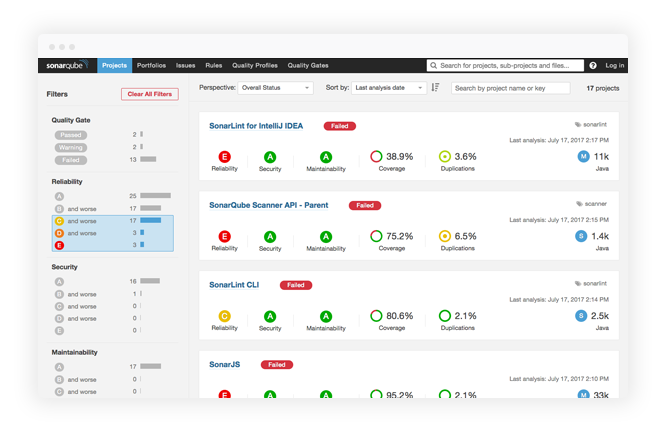 sonarqube Projects Portfolios Issues Rules Quality Profiles Quality Gates Search for projects, sub-projects and files... ? Log in
Filters Clear All Filters
Perspective: Overall Status Sort by: Last analysis date Search by project name or key 17 projects
Quality Gate
Passed 2
Warning 2
Failed 13
Reliability
A 25
B and worse 17
C and worse 17
D and worse 3
E 3
Security
A 16
B and worse 1
C and worse 0
D and worse 0
E 0
Maintainability
A 17
B and worse 0
C and worse 0
SonarLint for IntelliJ IDEA Failed sonarlint
Last analysis: July 17, 2017 2:17 PM
E A A 38.9% 3.6% M 11k
Reliability Security Maintainability Coverage Duplications Java
SonarQube Scanner API - Parent Failed scanner
Last analysis: July 17, 2017 2:15 PM
E A A 75.2% 6.5% S 1.4k
Reliability Security Maintainability Coverage Duplications Java
SonarLint CLI Failed sonarlint
Last analysis: July 17, 2017 2:14 PM
C A A 80.6% 2.1% S 2.5k
Reliability Security Maintainability Coverage Duplications Java
SonarJS Failed
Last analysis: July 17, 2017 2:10 PM
E A A 95.2% 2.1% M 33k